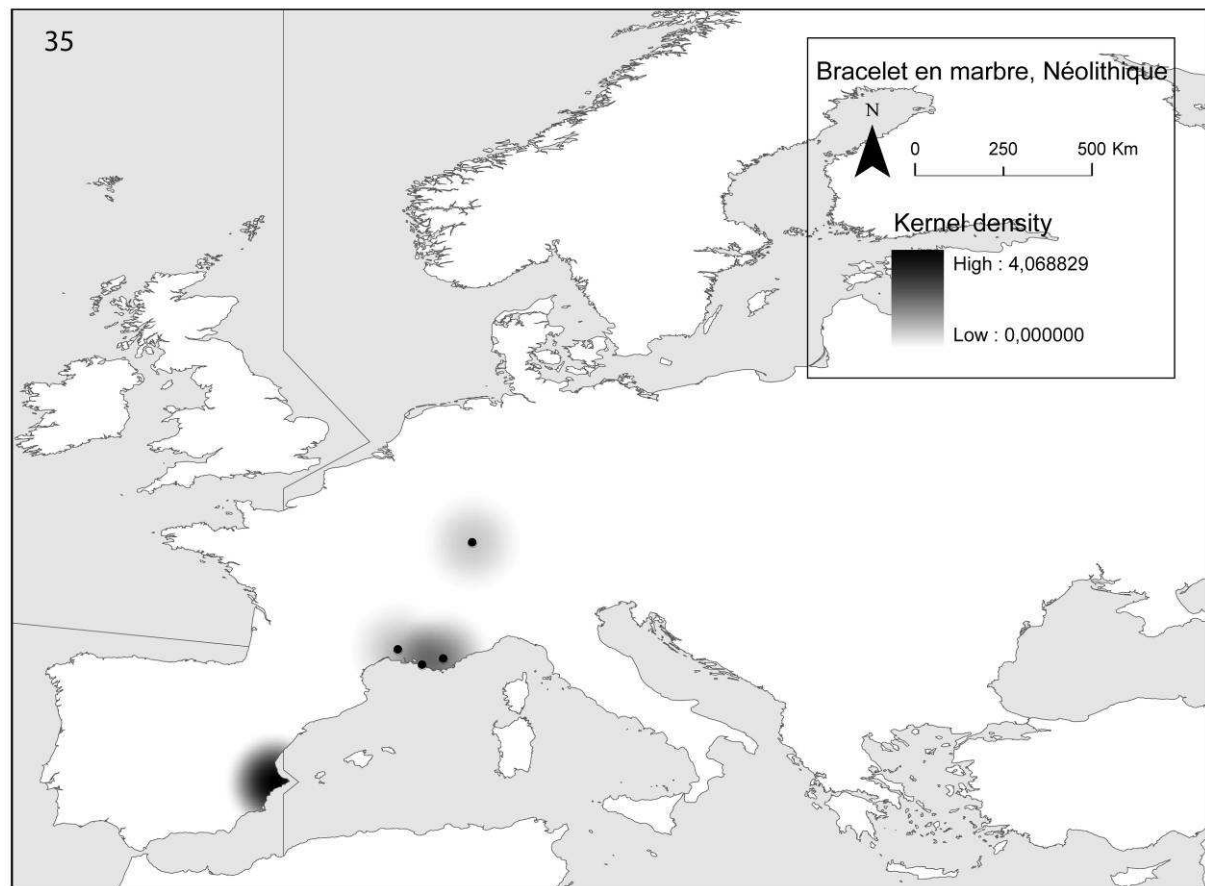 35
Bracelet en marbre, Néolithique
N
0 250 500 Km
Kernel density
High : 4,068829
Low : 0,000000